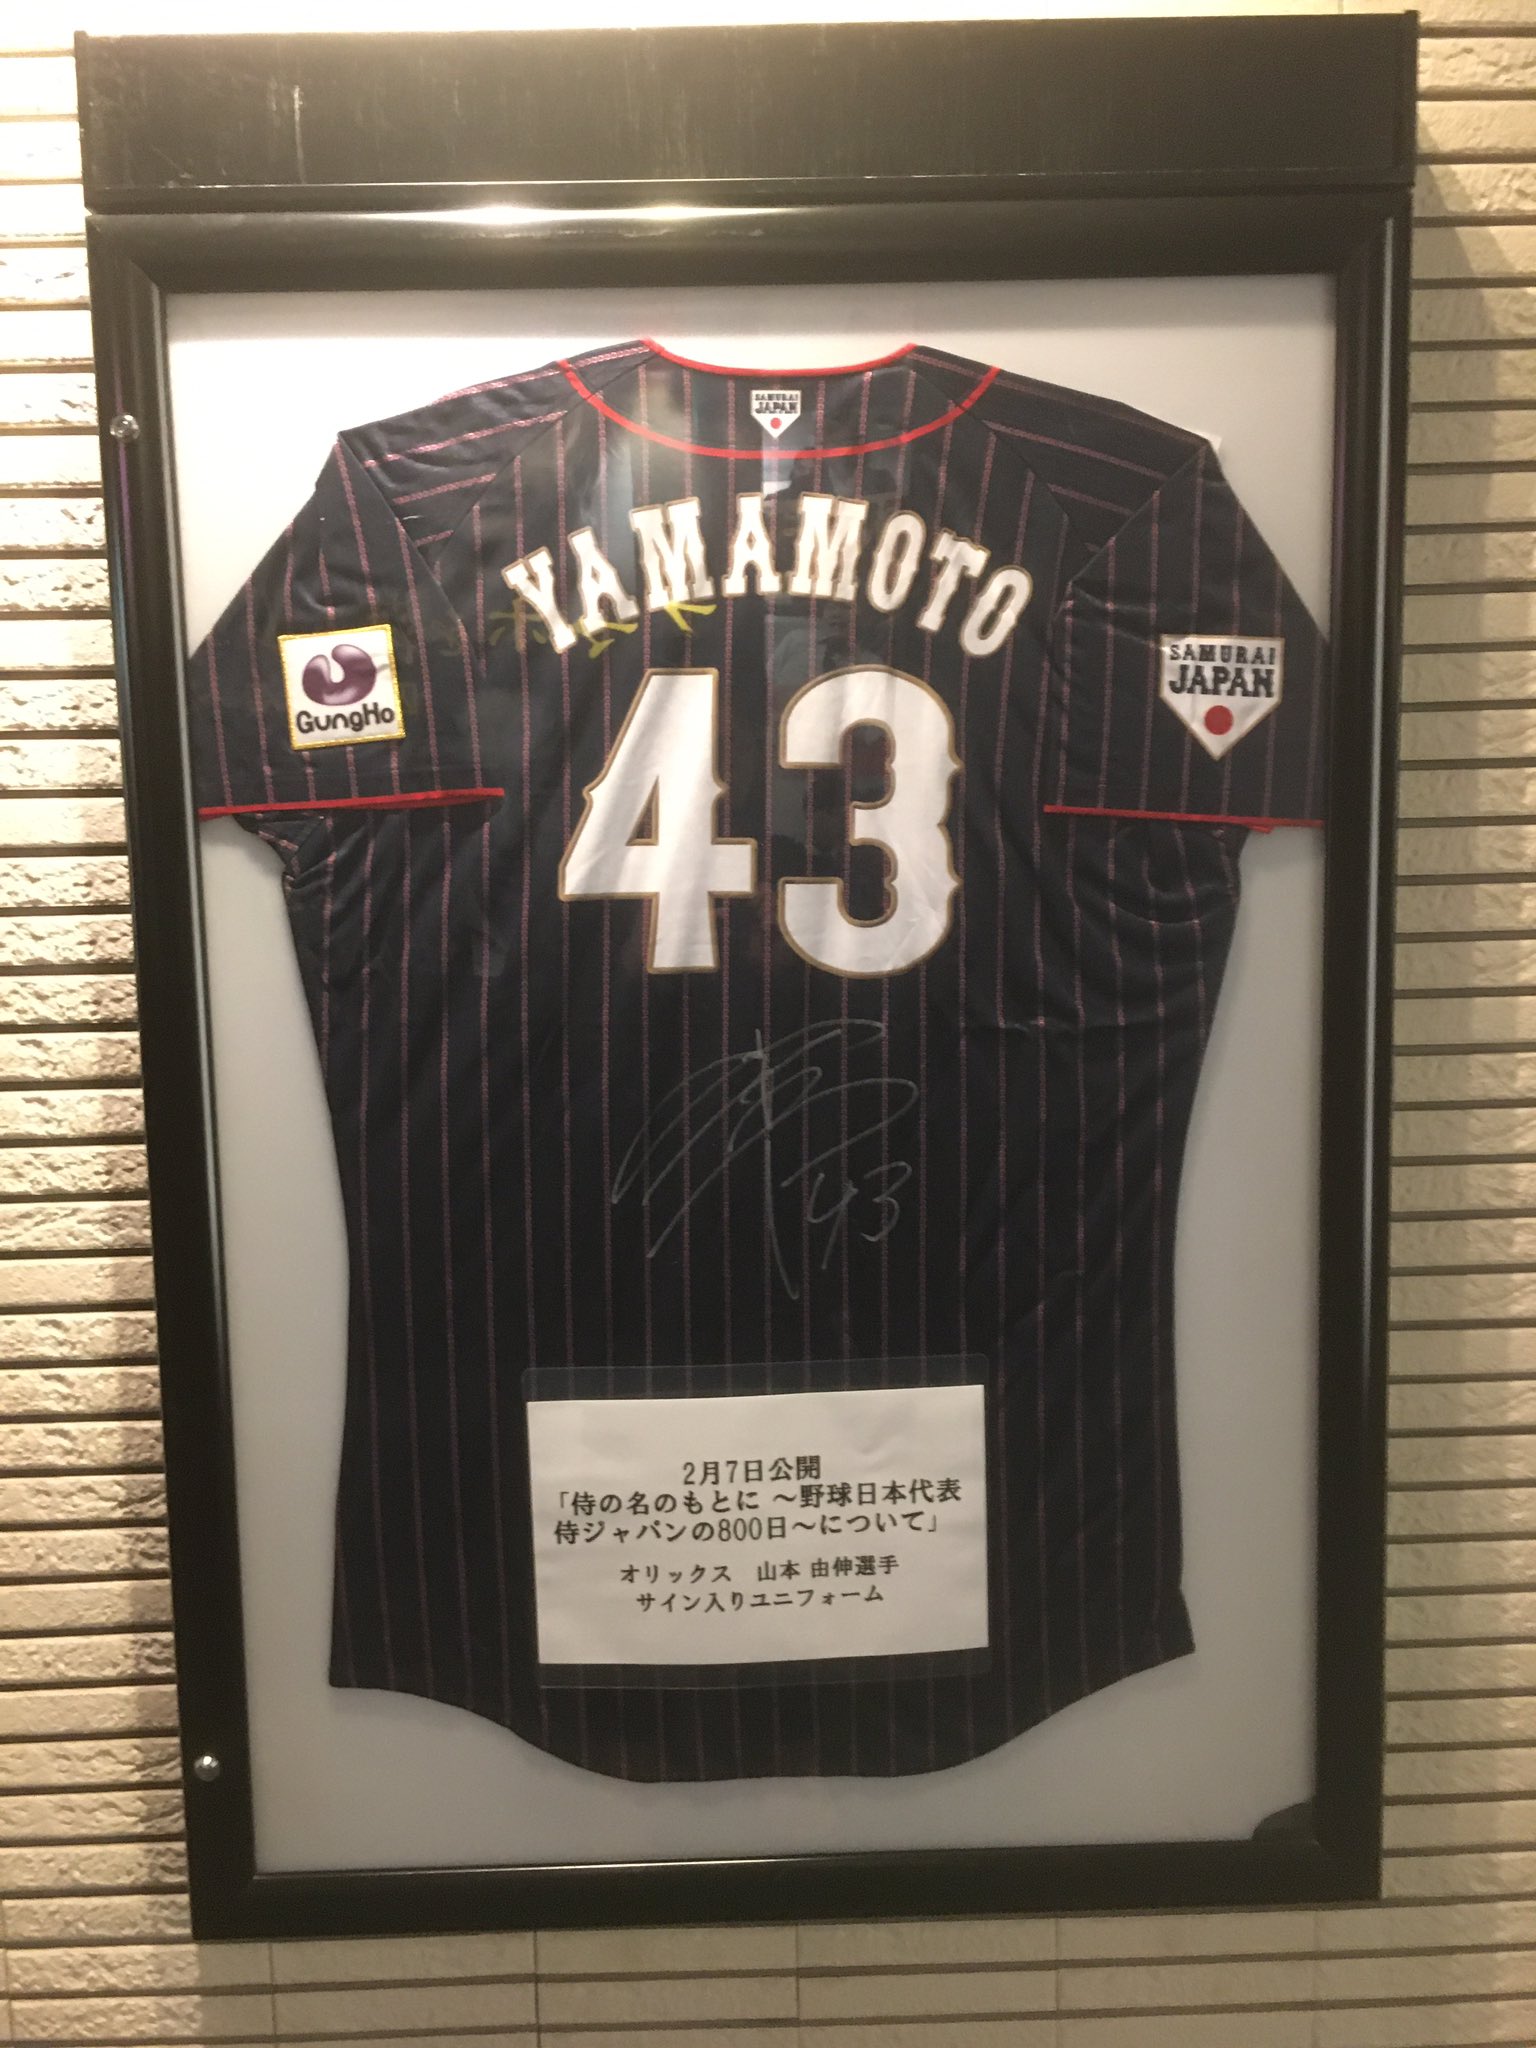 SAMURAI
JAPAN
YAMAMOTO
GungHo
43
SAMURAI
JAPAN
43
2月7日公開
「侍の名のもとに ～野球日本代表
侍ジャパンの800日～について」
オリックス　山本 由伸選手
サイン入りユニフォーム